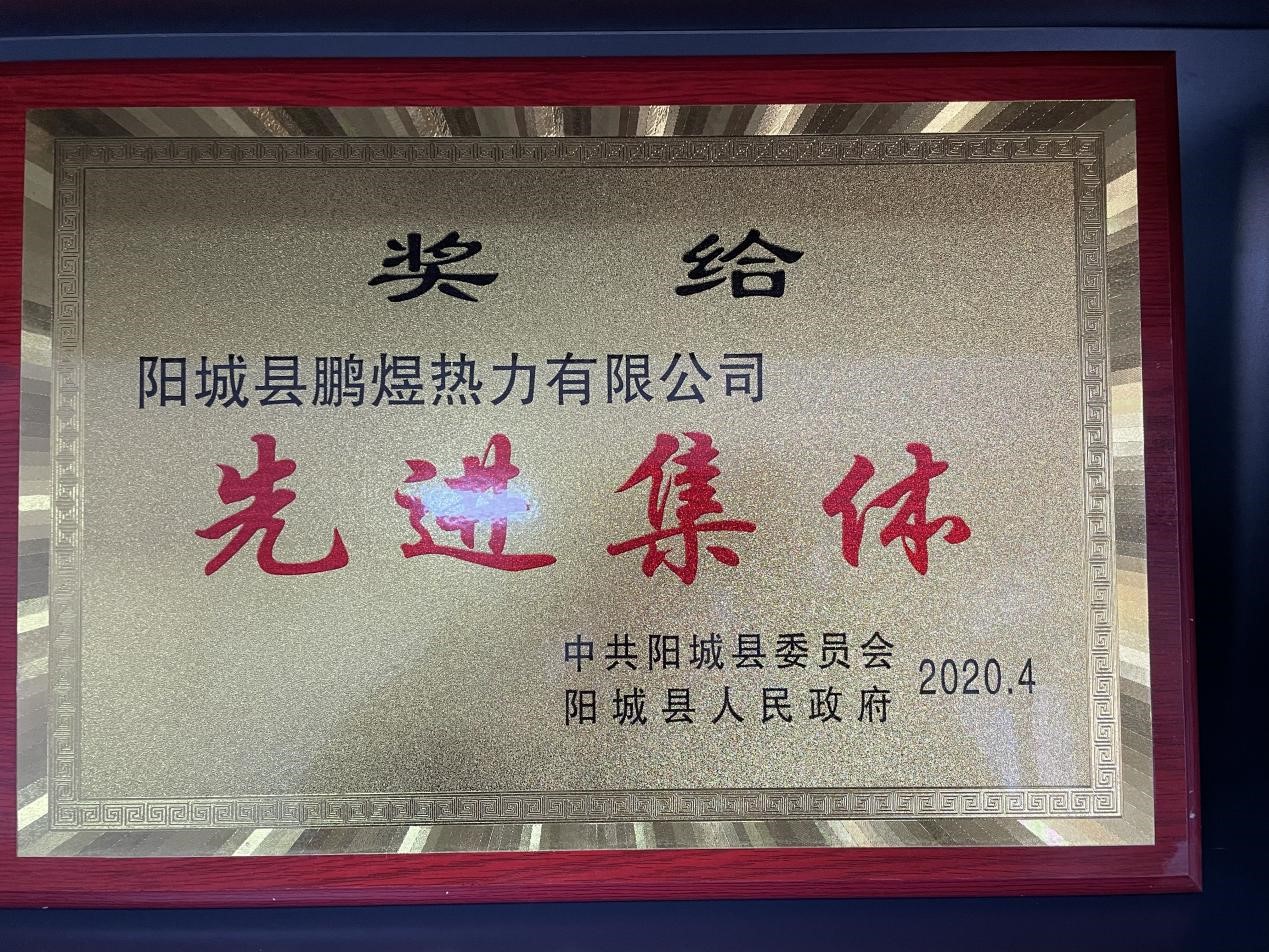 奖给
阳城县鹏煜热力有限公司
先进集体
中共阳城县委员会
阳城县人民政府
2020.4